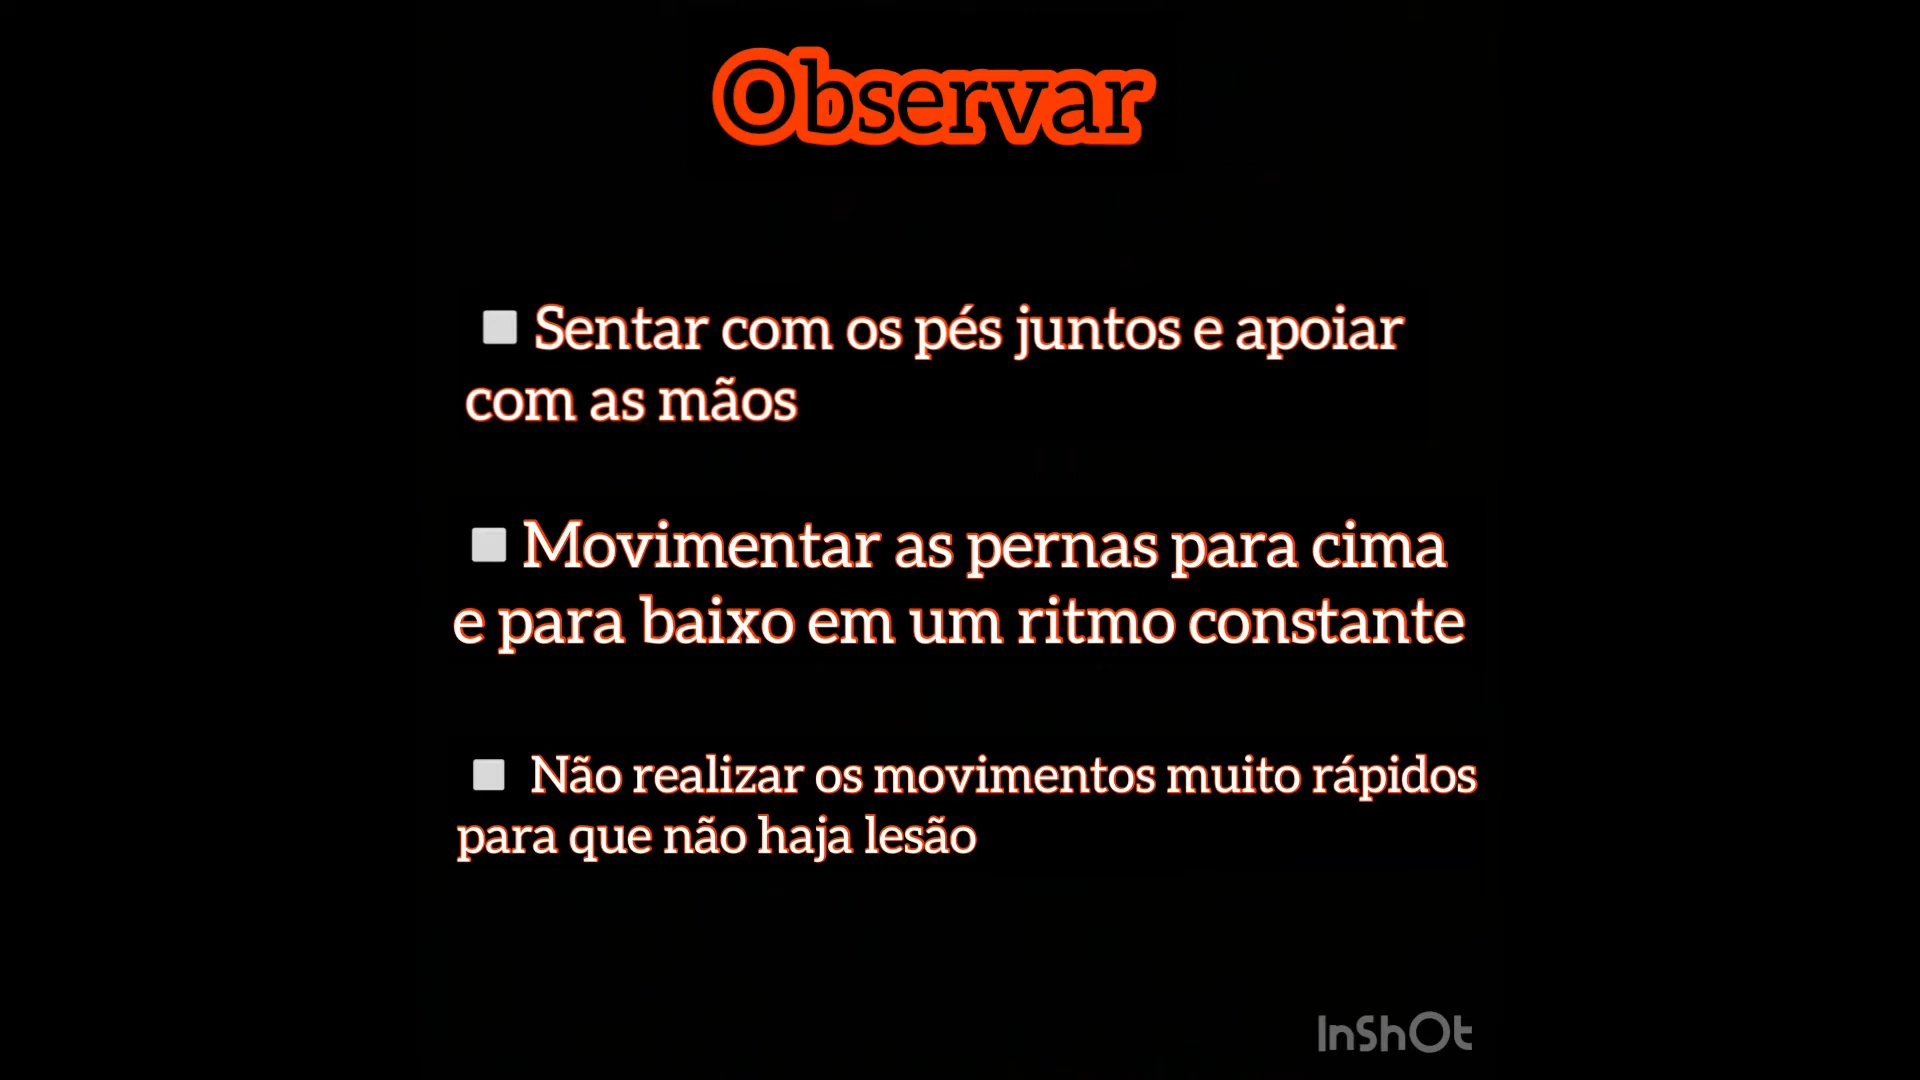 Observar
◻️Sentar com os pés juntos e apoiar
com as mãos
◻️Movimentar as pernas para cima
e para baixo em um ritmo constante
◻️ Não realizar os movimentos muito rápidos
para que não haja lesão
InShOt